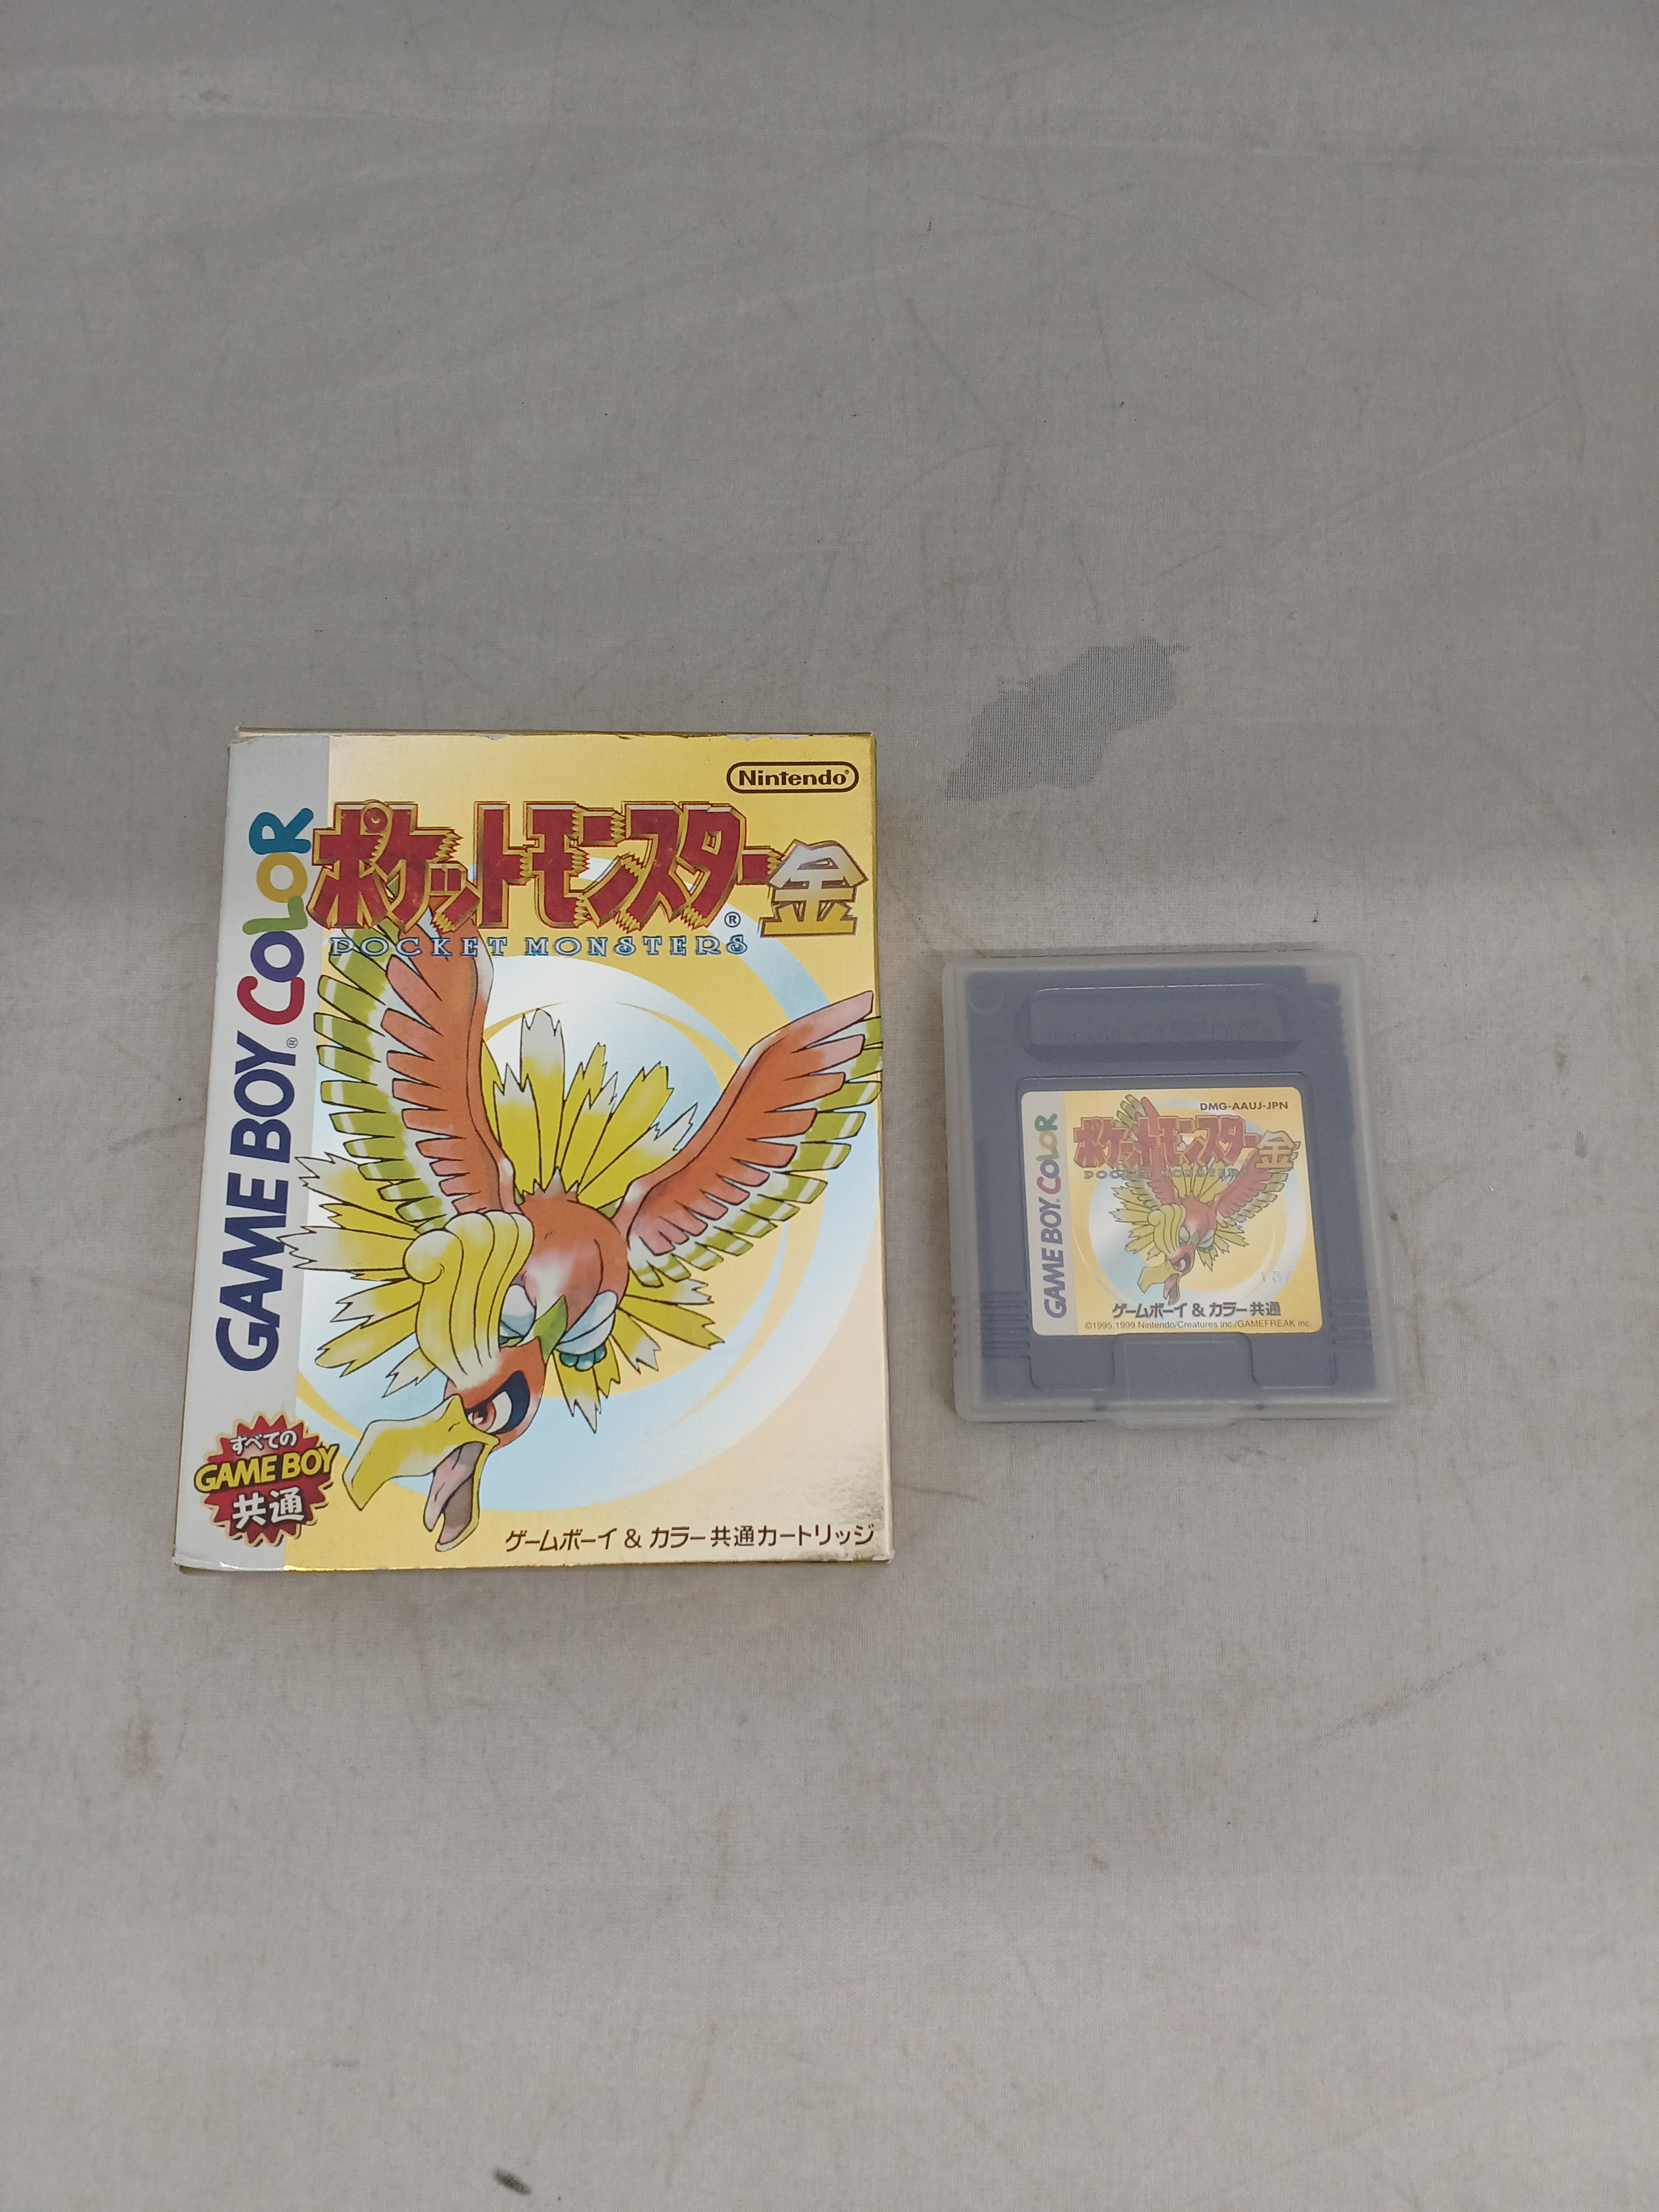 Nintendo®
ポケットモンスター金
®
POCKET MONSTERS
GAME BOY® COLOR
すべての
GAME BOY
共通
ゲームボーイ & カラー共通カートリッジ
DMG-AAUJ-JPN
ポケットモンスター金
POCKET MONSTERS
GAME BOY COLOR
ゲームボーイ & カラー共通
©1995,1999 Nintendo/Creatures inc./GAMEFREAK inc.